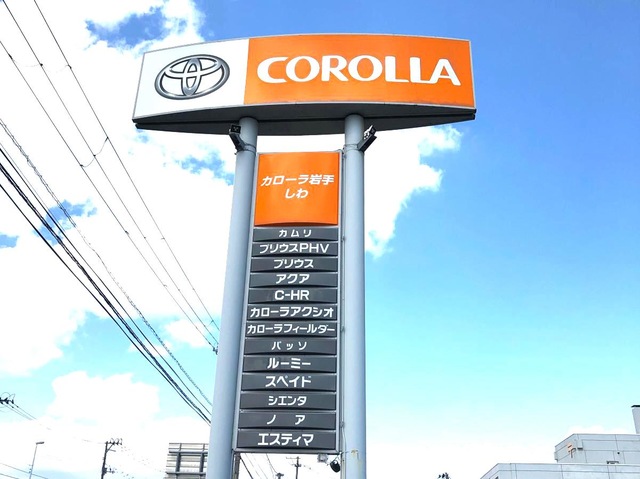 COROLLA
カローラ岩手
しわ
カムリ
プリウスPHV
プリウス
アクア
C-HR
カローラアクシオ
カローラフィールダー
パッソ
ルーミー
スペイド
シエンタ
ノア
エスティマ